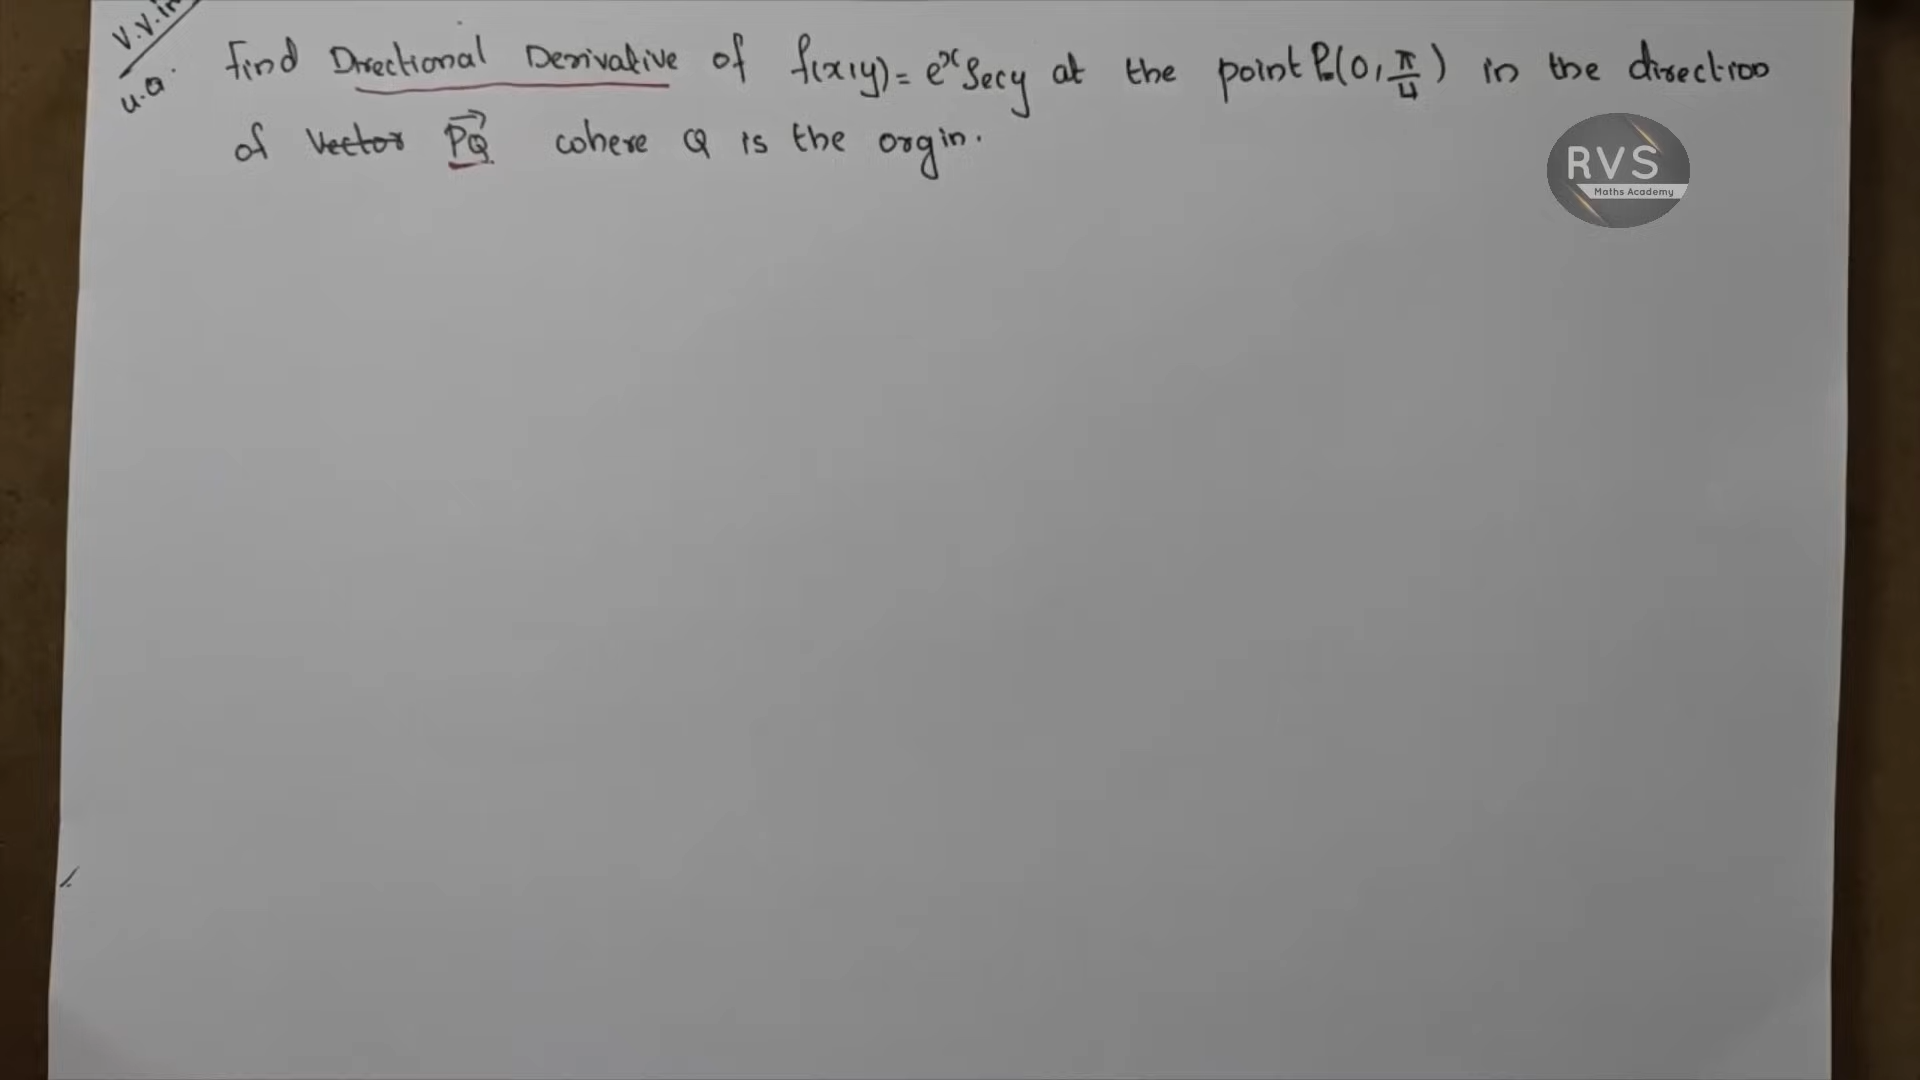 V.V.i
u.Q.
find Directional Derivative of f(x,y) = e^x Secy at the point P(0, π/4) in the direction
of Vector PQ⃗ where Q is the orgin.
RVS
Maths Academy